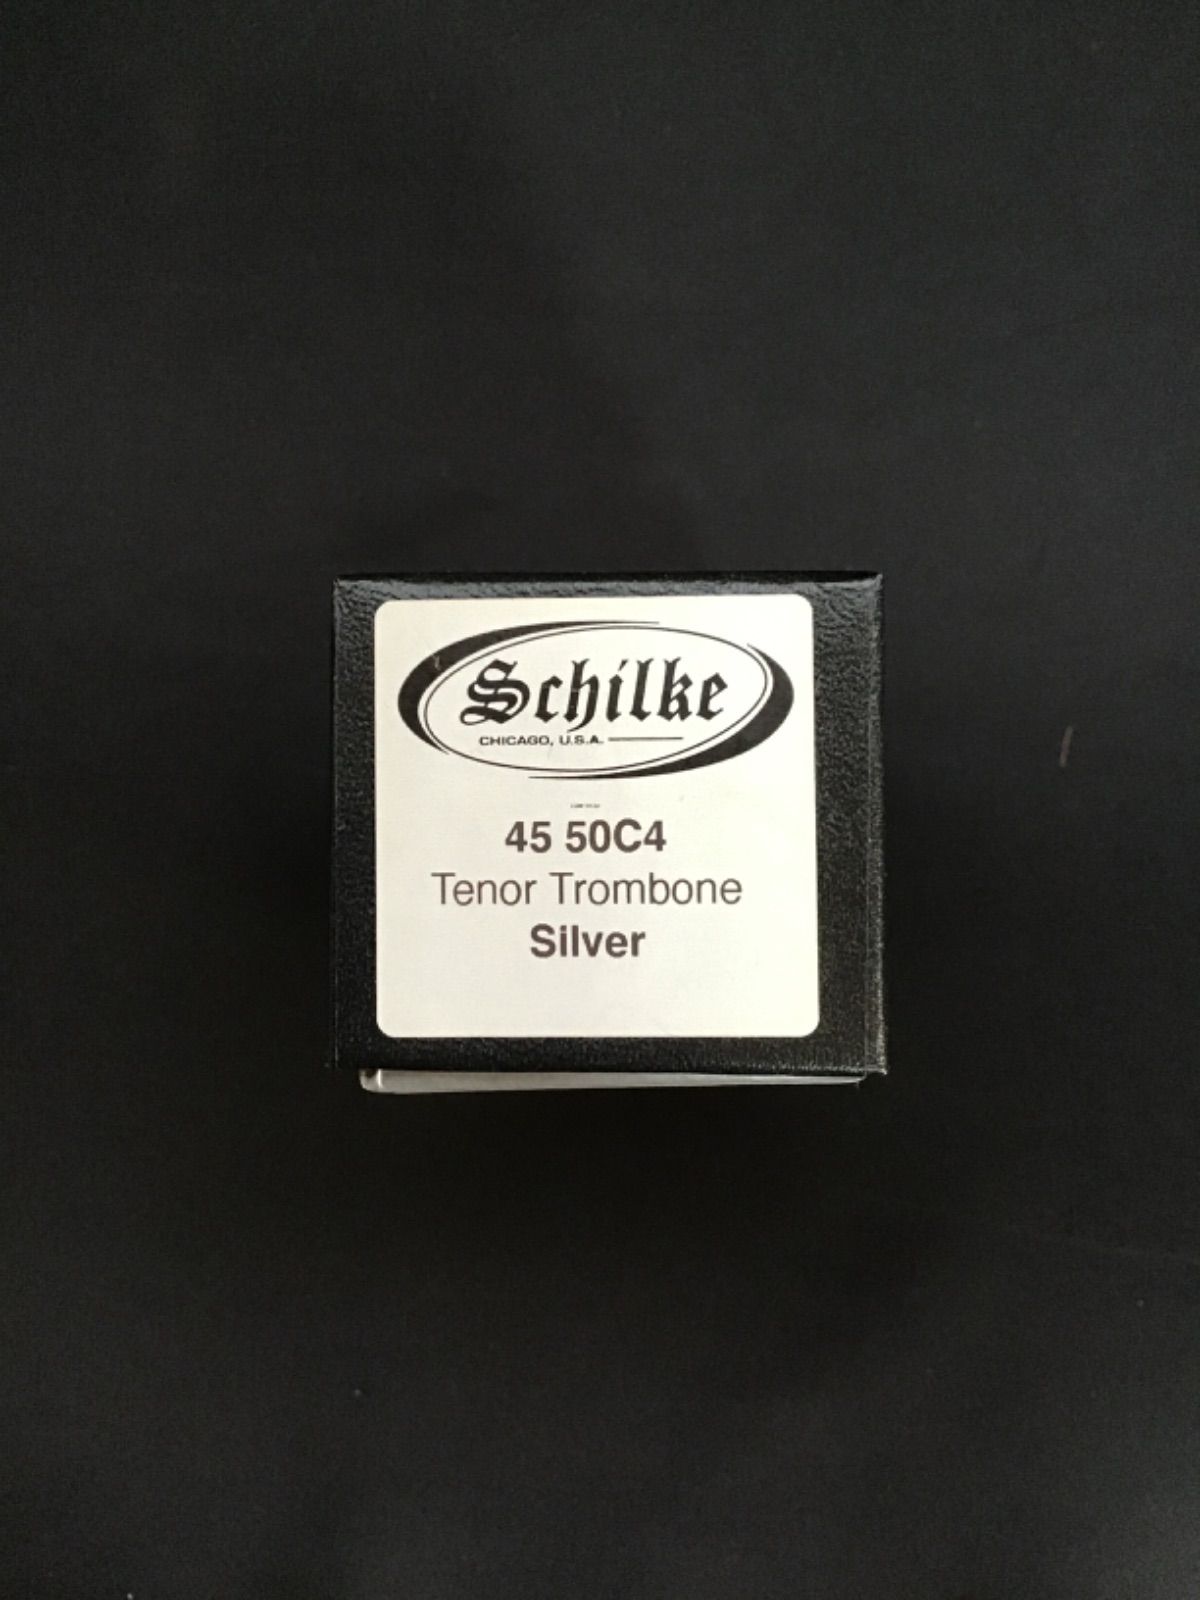 Schilke
CHICAGO, U.S.A.
45 50C4
Tenor Trombone
Silver